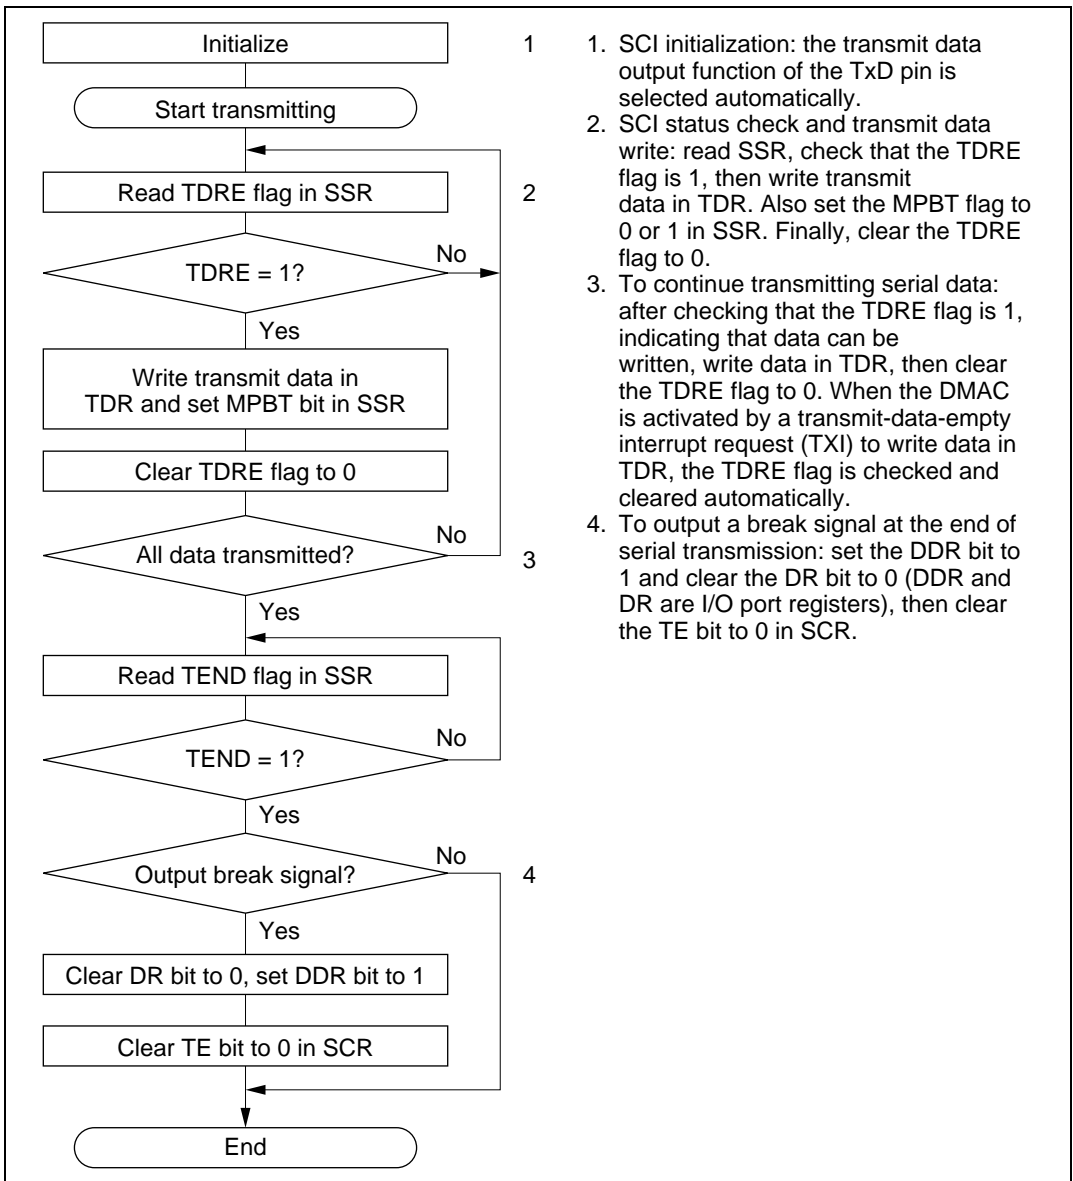 Initialize
1
Start transmitting
Read TDRE flag in SSR
2
TDRE = 1?
No
Yes
Write transmit data in
TDR and set MPBT bit in SSR
Clear TDRE flag to 0
All data transmitted?
No
3
Yes
Read TEND flag in SSR
TEND = 1?
No
Yes
Output break signal?
No
4
Yes
Clear DR bit to 0, set DDR bit to 1
Clear TE bit to 0 in SCR
End
1. SCI initialization: the transmit data
output function of the TxD pin is
selected automatically.
2. SCI status check and transmit data
write: read SSR, check that the TDRE
flag is 1, then write transmit
data in TDR. Also set the MPBT flag to
0 or 1 in SSR. Finally, clear the TDRE
flag to 0.
3. To continue transmitting serial data:
after checking that the TDRE flag is 1,
indicating that data can be
written, write data in TDR, then clear
the TDRE flag to 0. When the DMAC
is activated by a transmit-data-empty
interrupt request (TXI) to write data in
TDR, the TDRE flag is checked and
cleared automatically.
4. To output a break signal at the end of
serial transmission: set the DDR bit to
1 and clear the DR bit to 0 (DDR and
DR are I/O port registers), then clear
the TE bit to 0 in SCR.